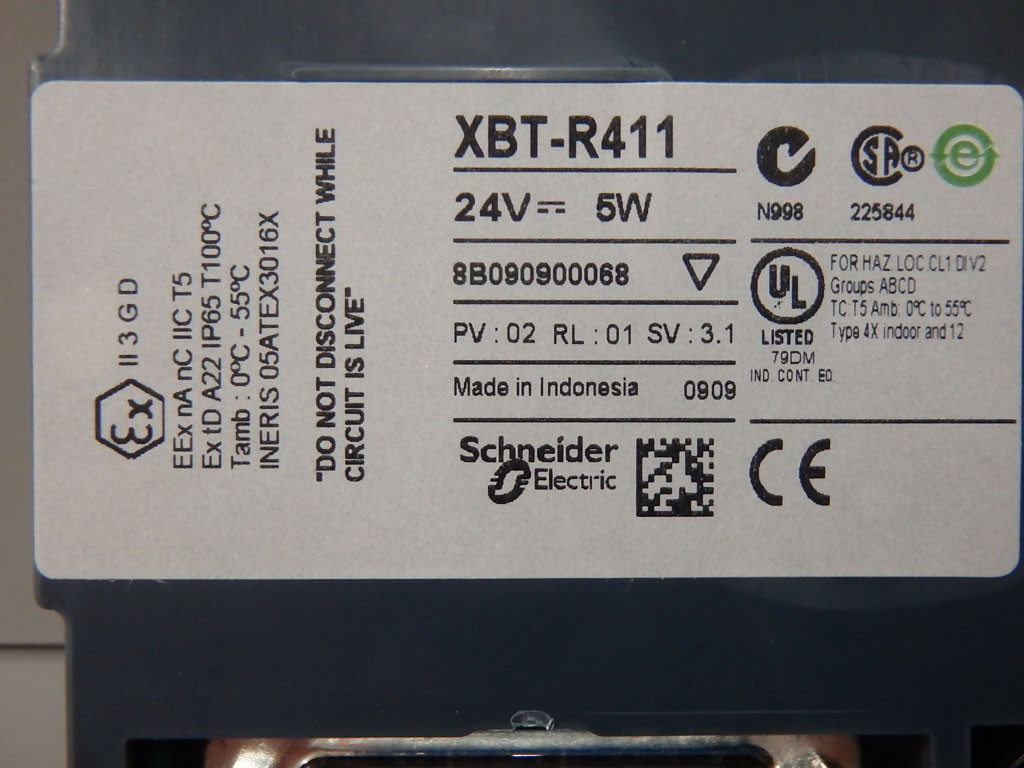 XBT-R411
24V 5W
8B090900068
PV : 02 RL : 01 SV : 3.1
Made in Indonesia 0909
Schneider
Electric
N998
SA ®
225844
e
UL
LISTED
79DM
IND. CONT. EQ.
FOR HAZ. LOC.CL1 DIV2
Groups ABCD
TC:T5 Amb: 0°C to 55°C
Type 4X indoor and 12
CE
Ex II 3 G D
EEx nA nC IIC T5
Ex tD A22 IP65 T100°C
Tamb : 0°C - 55°C
INERIS 05ATEX3016X
"DO NOT DISCONNECT WHILE
CIRCUIT IS LIVE"